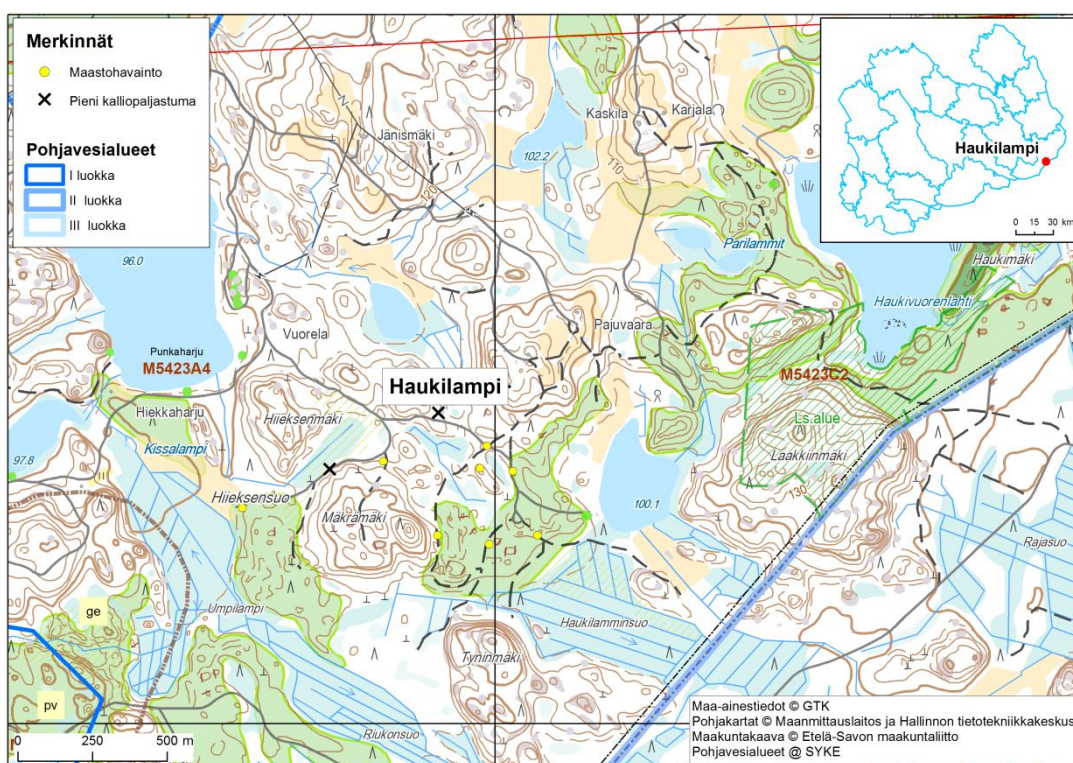 Merkinnät
Maastohavainto
Pieni kalliopaljastuma
Pohjavesialueet
I luokka
II luokka
III luokka
Haukilampi
0 15 30 km
Jänismäki
Kaskila
Karjala
102.2
110
120
Parilammit
Haukimäki
Haukivuorenlahti
96.0
Vuorela
Pajuvaara
Punkaharju
M5423A4
M5423C2
Haukilampi
Hiekkaharju
Hiieksenmäki
Ls.alue
Kissalampi
Laakkiinmäki
97.8
II
Hiieksensuo
Mäkrämäki
130
100.1
Rajasuo
ge
Umpilampi
Haukilamminsuo
Tyninmäki
pv
Riukonsuo
0 250 500 m
Maa-ainestiedot © GTK
Pohjakartat © Maanmittauslaitos ja Hallinnon tietotekniikkakeskus
Maakuntakaava © Etelä-Savon maakuntaliitto
Pohjavesialueet @ SYKE